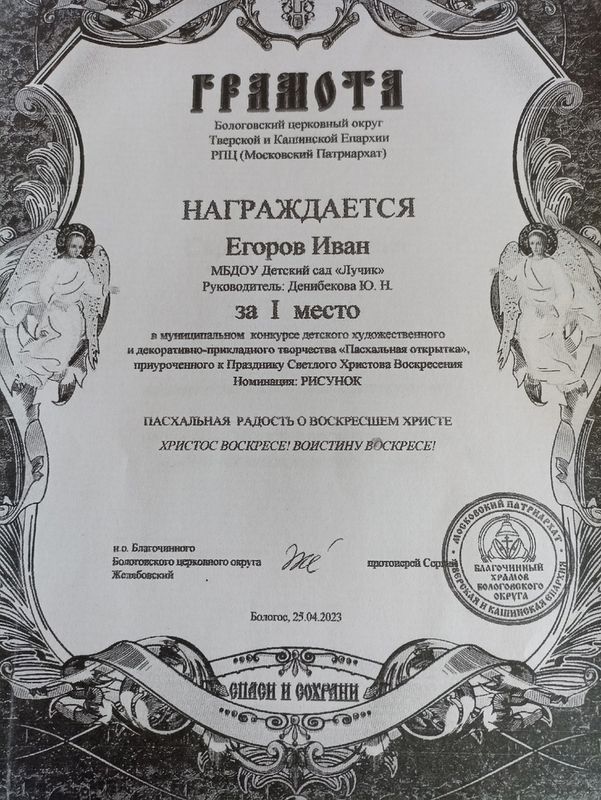 ГРАМОТА
Бологовский церковный округ
Тверской и Кашинской Епархии
РПЦ (Московский Патриархат)
НАГРАЖДАЕТСЯ
Егоров Иван
МБДОУ Детский сад «Лучик»
Руководитель: Денибекова Ю. Н.
за I место
в муниципальном конкурсе детского художественного
и декоративно-прикладного творчества «Пасхальная открытка»,
приуроченного к Празднику Светлого Христова Воскресения
Номинация: РИСУНОК
ПАСХАЛЬНАЯ РАДОСТЬ О ВОСКРЕСШЕМ ХРИСТЕ
ХРИСТОС ВОСКРЕСЕ! ВОИСТИНУ ВОСКРЕСЕ!
и.о. Благочинного
Бологовского церковного округа протоиерей Сергий
Желябовский
МОСКОВСКИЙ ПАТРИАРХАТ
ТВЕРСКАЯ И КАШИНСКАЯ ЕПАРХИЯ
БЛАГОЧИННЫЙ
ХРАМОВ
БОЛОГОВСКОГО
ОКРУГА
Бологое, 25.04.2023
СПАСИ И СОХРАНИ